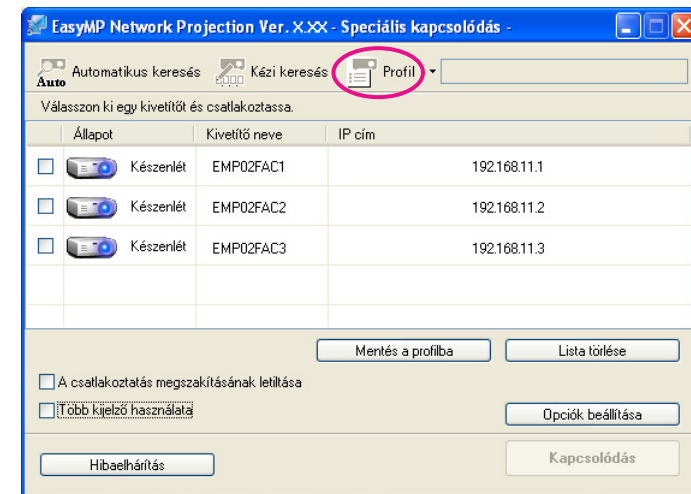 EasyMP Network Projection Ver. X.XX - Speciális kapcsolódás -
Auto Automatikus keresés Kézi keresés Profil
Válasszon ki egy kivetítőt és csatlakoztassa.
Állapot Kivetítő neve IP cím
Készenlét EMP02FAC1 192.168.11.1
Készenlét EMP02FAC2 192.168.11.2
Készenlét EMP02FAC3 192.168.11.3
Mentés a profilba Lista törlése
A csatlakoztatás megszakításának letiltása
Több kijelző használata
Opciók beállítása
Hibaelhárítás Kapcsolódás